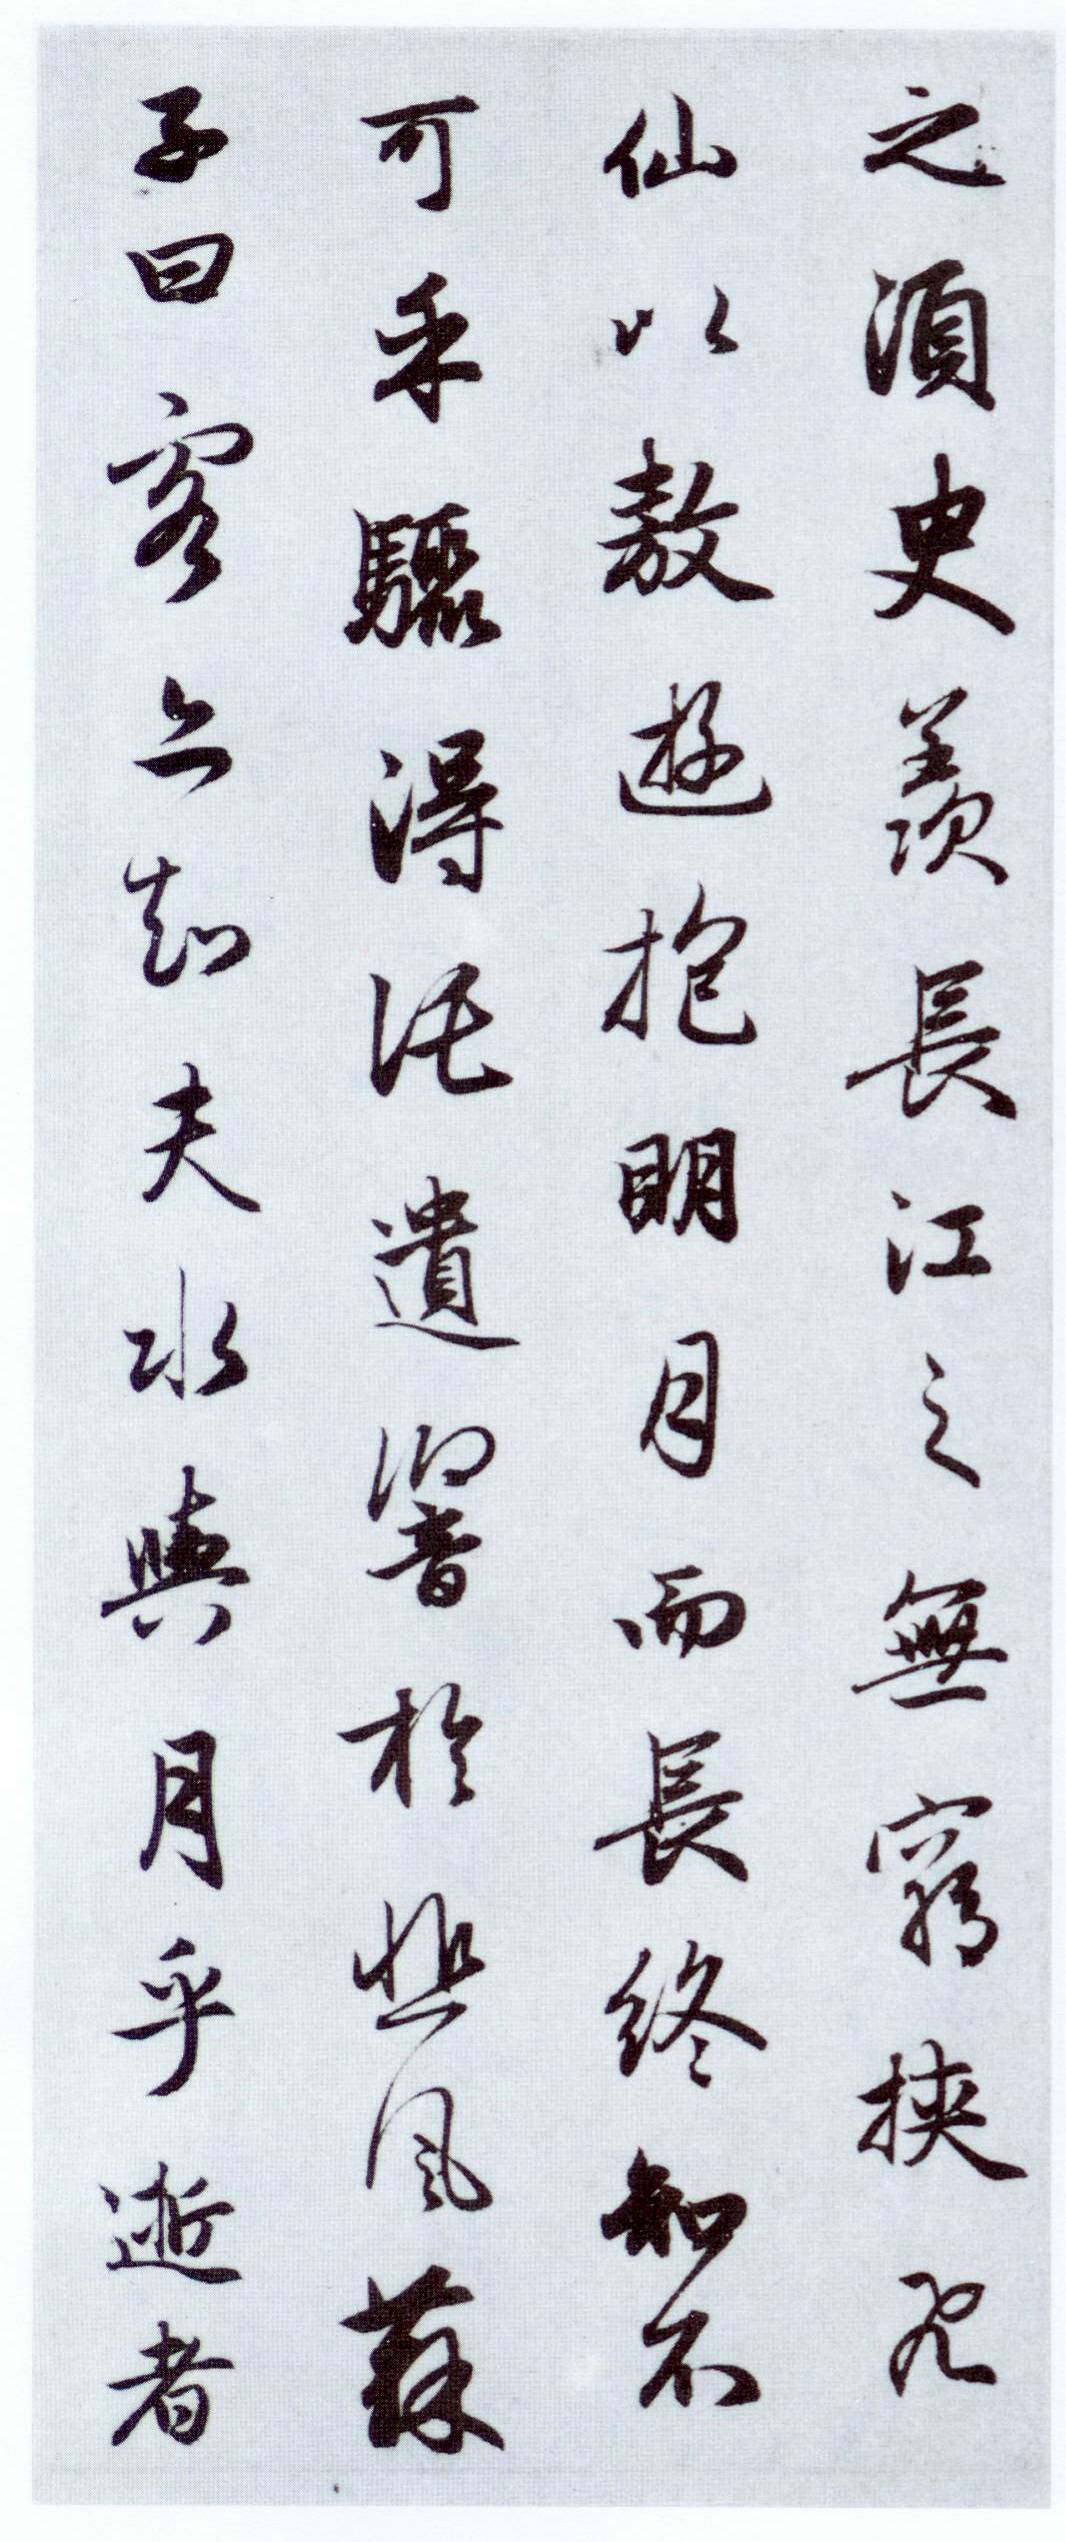 之須臾羨長江之無窮挾飛
仙以敖遊抱明月而長終知不
可乎驟得託遺響於悲風蘇
子曰客亦知夫水與月乎逝者